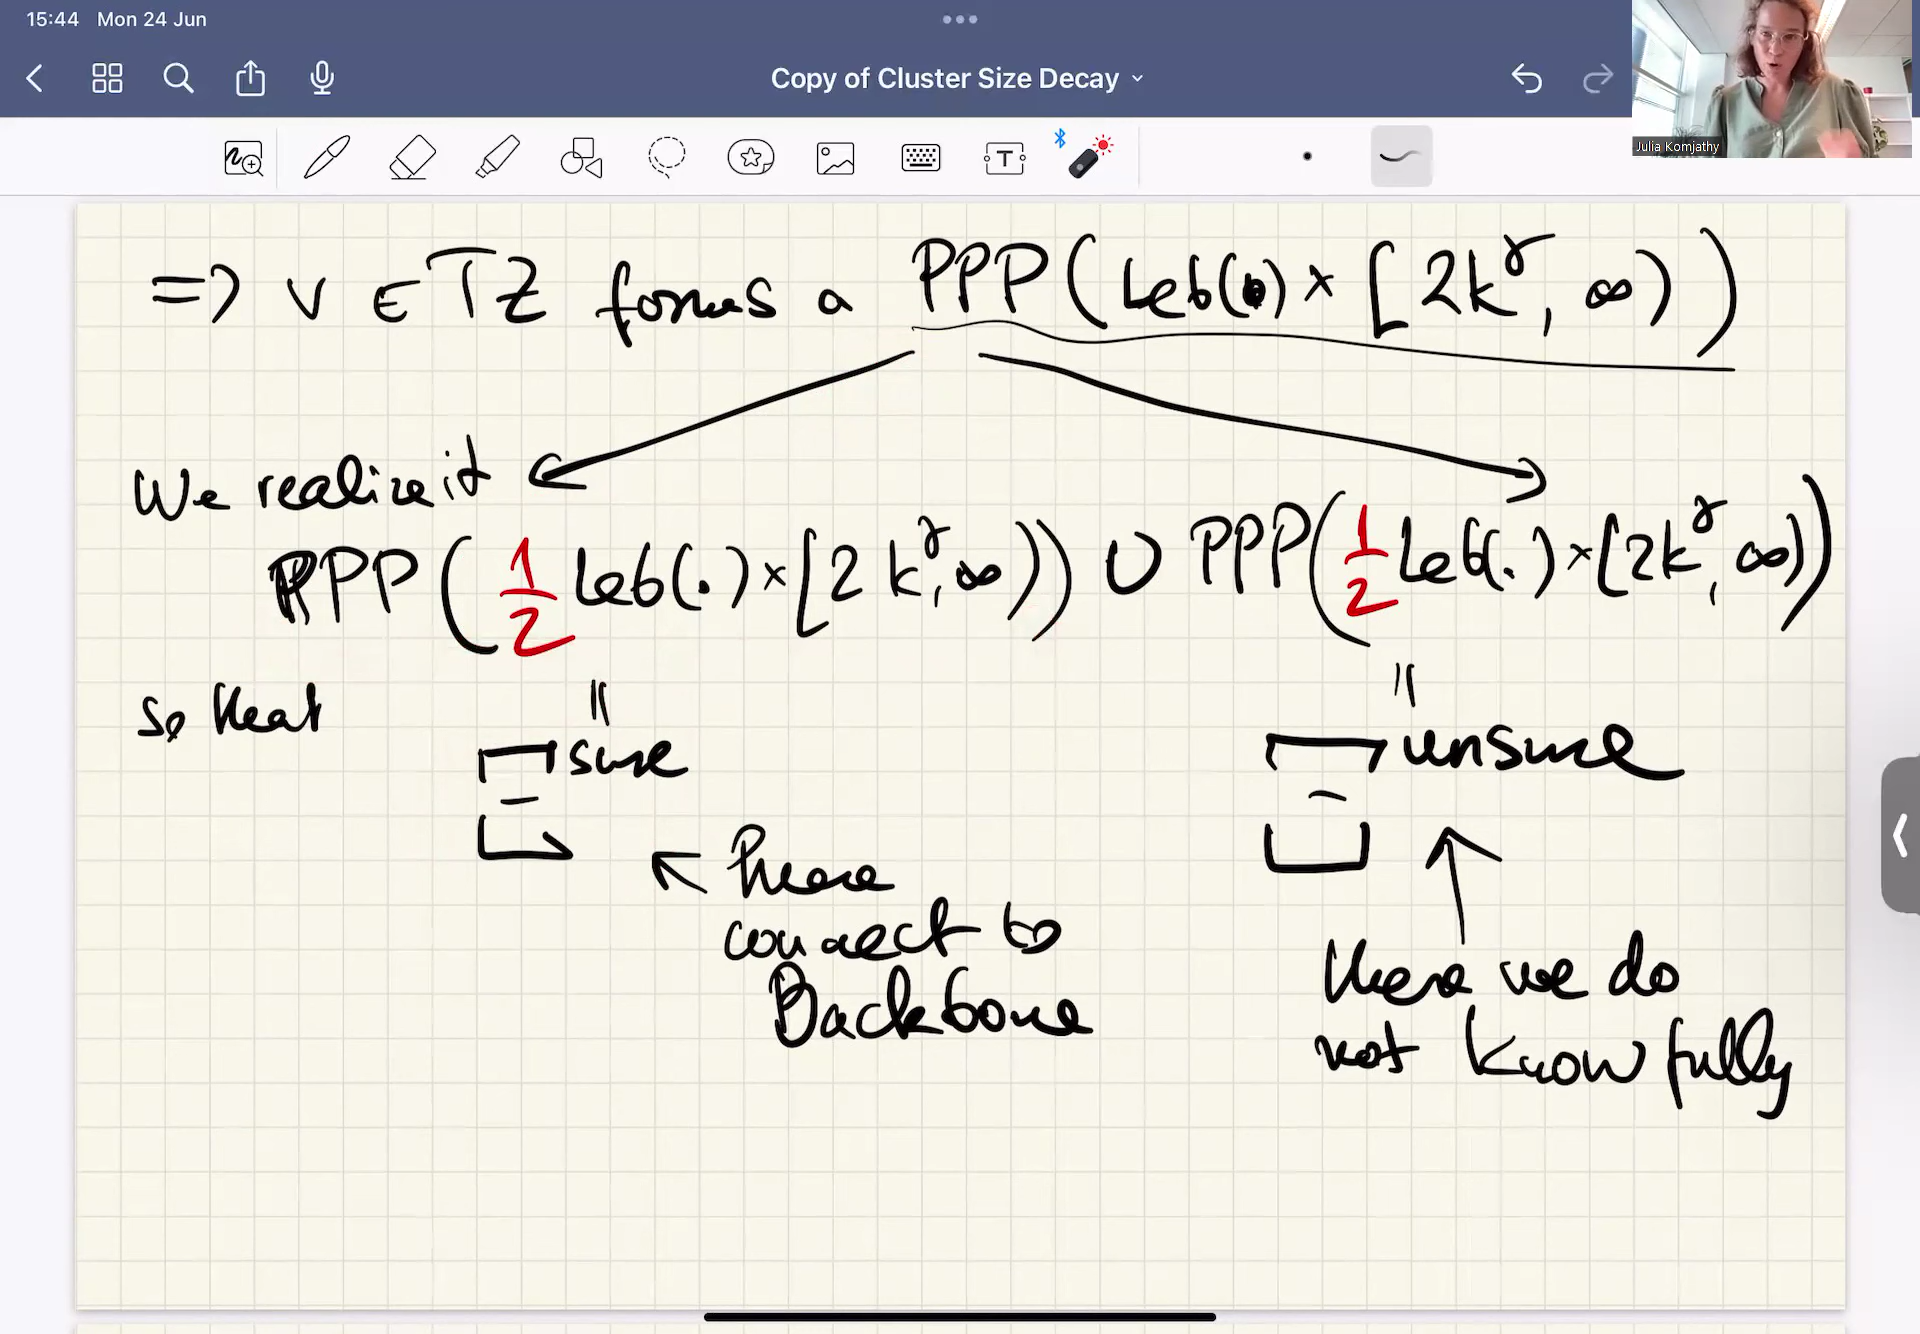 15:44 Mon 24 Jun
Copy of Cluster Size Decay
Julia Komjathy
=> v ∈ TZ forms a PPP(Leb(·) × [2k^γ, ∞))
We realize it
PPP(1/2 Leb(.) × [2k^γ, ∞)) ∪ PPP(1/2 Leb(.) × [2k^γ, ∞))
so that = =
Ξ sure Ξ unsure
↖ these ↑
connect to there we do
Backbone not know fully